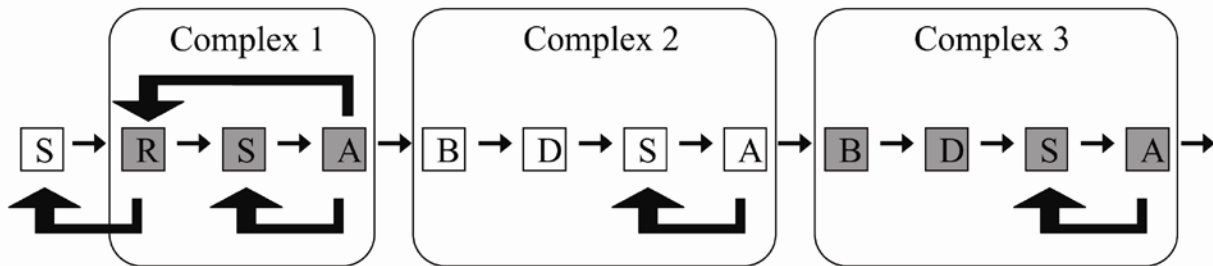 Complex 1
Complex 2
Complex 3
S R S A B D S A B D S A